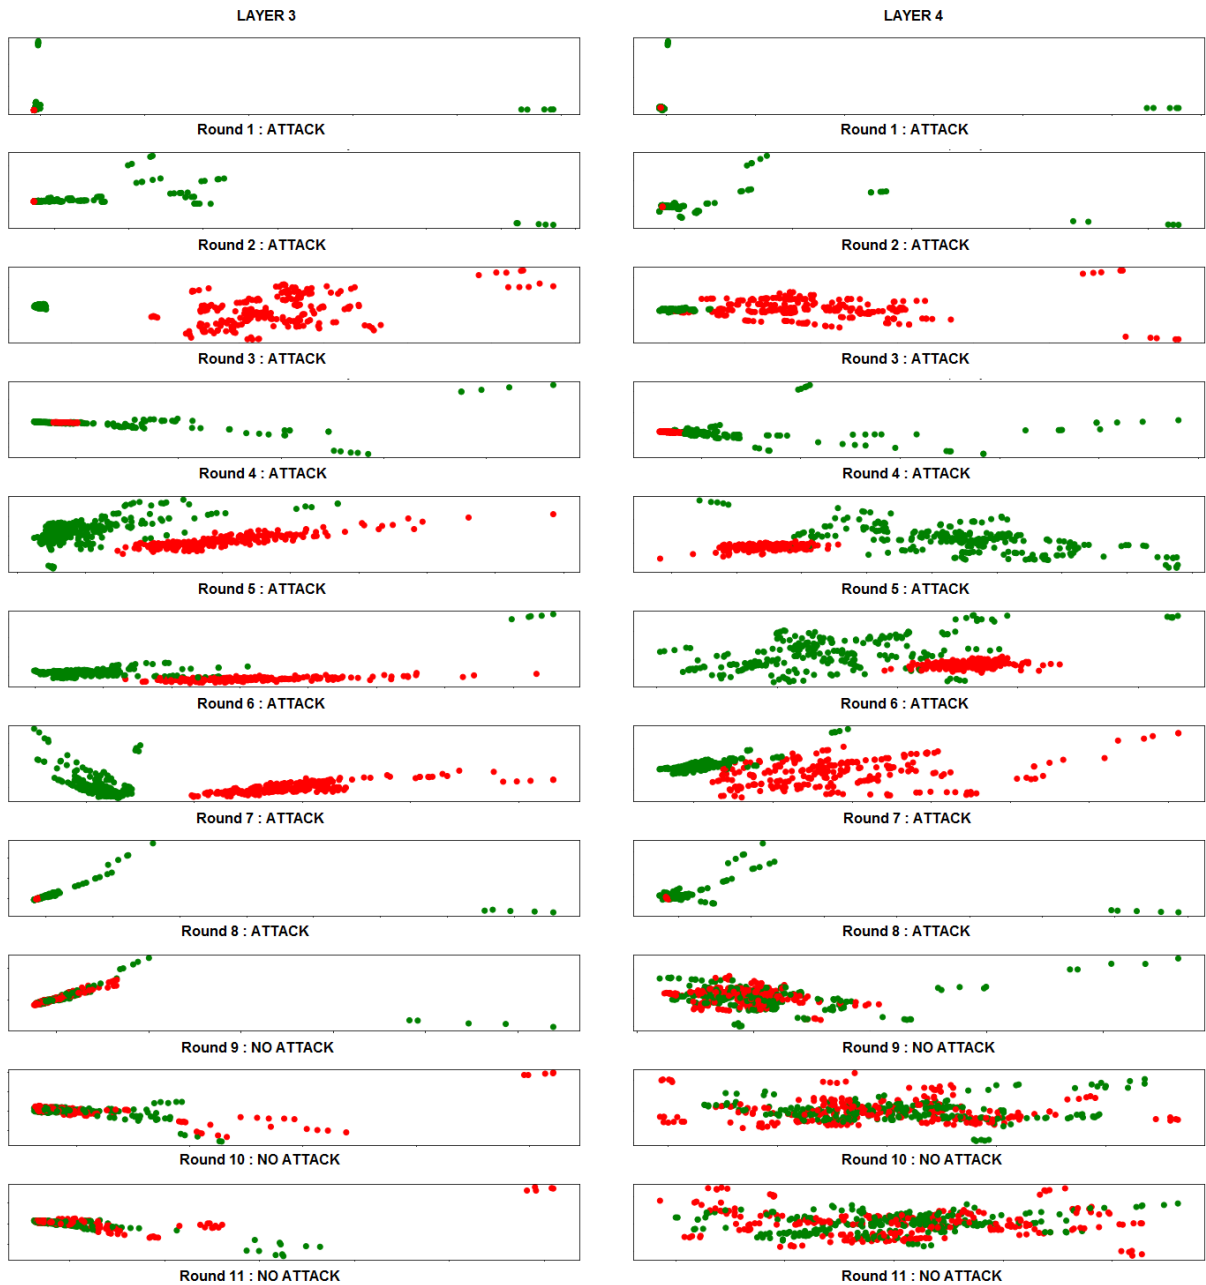 LAYER 3 LAYER 4
Round 1 : ATTACK Round 1 : ATTACK
Round 2 : ATTACK Round 2 : ATTACK
Round 3 : ATTACK Round 3 : ATTACK
Round 4 : ATTACK Round 4 : ATTACK
Round 5 : ATTACK Round 5 : ATTACK
Round 6 : ATTACK Round 6 : ATTACK
Round 7 : ATTACK Round 7 : ATTACK
Round 8 : ATTACK Round 8 : ATTACK
Round 9 : NO ATTACK Round 9 : NO ATTACK
Round 10 : NO ATTACK Round 10 : NO ATTACK
Round 11 : NO ATTACK Round 11 : NO ATTACK